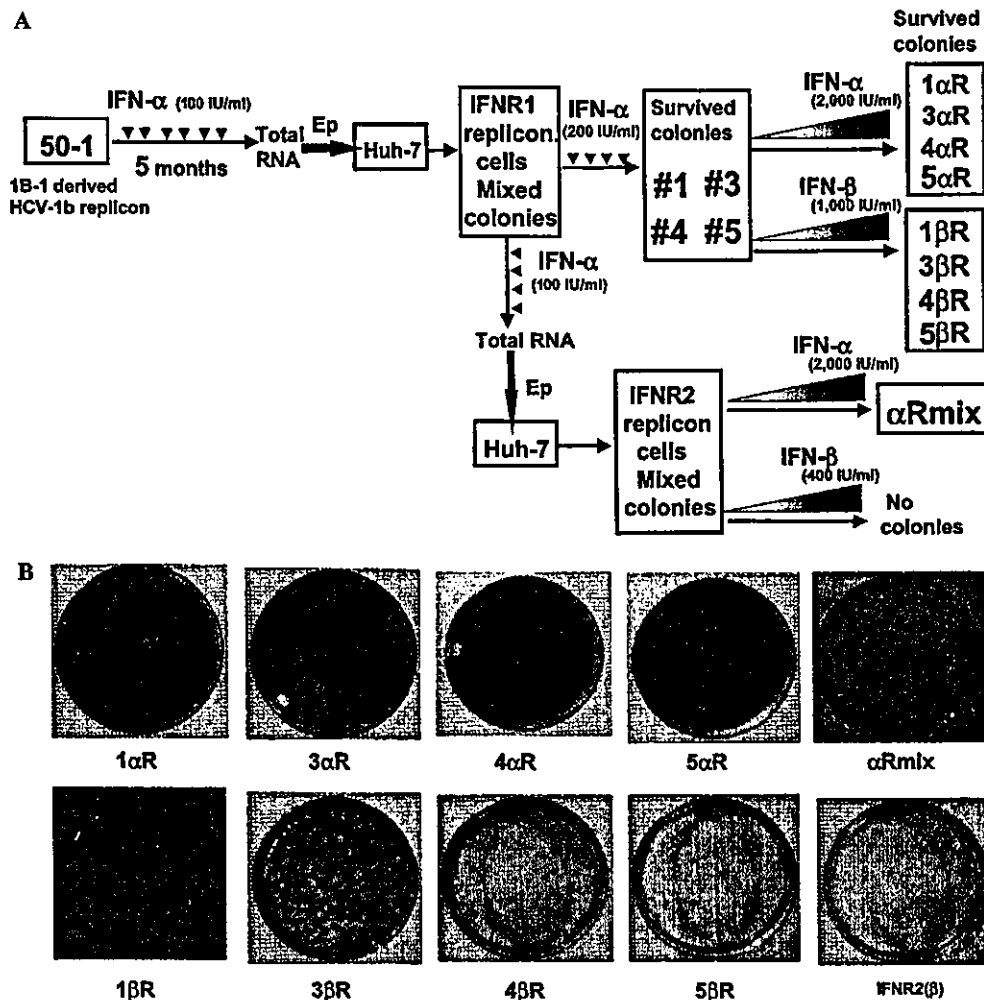 A
Survived
colonies
IFN-α (100 IU/ml)
50-1
5 months
Total
RNA
Ep
Huh-7
1B-1 derived
HCV-1b replicon
IFNR1
replicon
cells
Mixed
colonies
IFN-α
(200 IU/ml)
Survived
colonies
#1 #3
#4 #5
IFN-α
(2,000 IU/ml)
1αR
3αR
4αR
5αR
IFN-β
(1,000 IU/ml)
1βR
3βR
4βR
5βR
IFN-α
(100 IU/ml)
Total RNA
Ep
Huh-7
IFNR2
replicon
cells
Mixed
colonies
IFN-α
(2,000 IU/ml)
αRmix
IFN-β
(400 IU/ml)
No
colonies
B
1αR 3αR 4αR 5αR αRmix
1βR 3βR 4βR 5βR IFNR2(β)